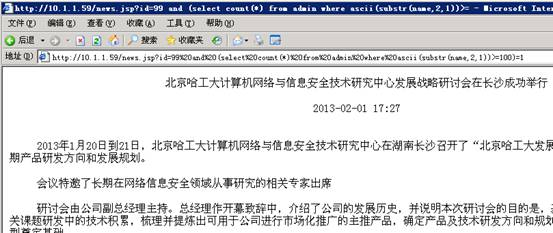 http://10.1.1.59/news.jsp?id=99 and (select count(*) from admin where ascii(substr(name,2,1))>= - Microsoft Inter
文件(F) 编辑(E) 查看(V) 收藏(A) 工具(T) 帮助(H)
后退 搜索 收藏夹
地址(D) http://10.1.1.59/news.jsp?id=99%20and%20(select%20count(*)%20from%20admin%20where%20ascii(substr(name,2,1))>=100)=1
北京哈工大计算机网络与信息安全技术研究中心发展战略研讨会在长沙成功举行
2013-02-01 17:27
2013年1月20日到21日，北京哈工大计算机网络与信息安全技术研究中心在湖南长沙召开了“北京哈工大发展
期产品研发方向和发展规划。
会议特邀了长期在网络信息安全领域从事研究的相关专家出席
研讨会由公司副总经理主持。总经理作开幕致辞中，介绍了公司的发展历史，并说明本次研讨会的目的是，
关课题研发中的技术积累，梳理并提炼出可用于公司进行市场化推广的主推产品，确定产品及技术研发方向和规划